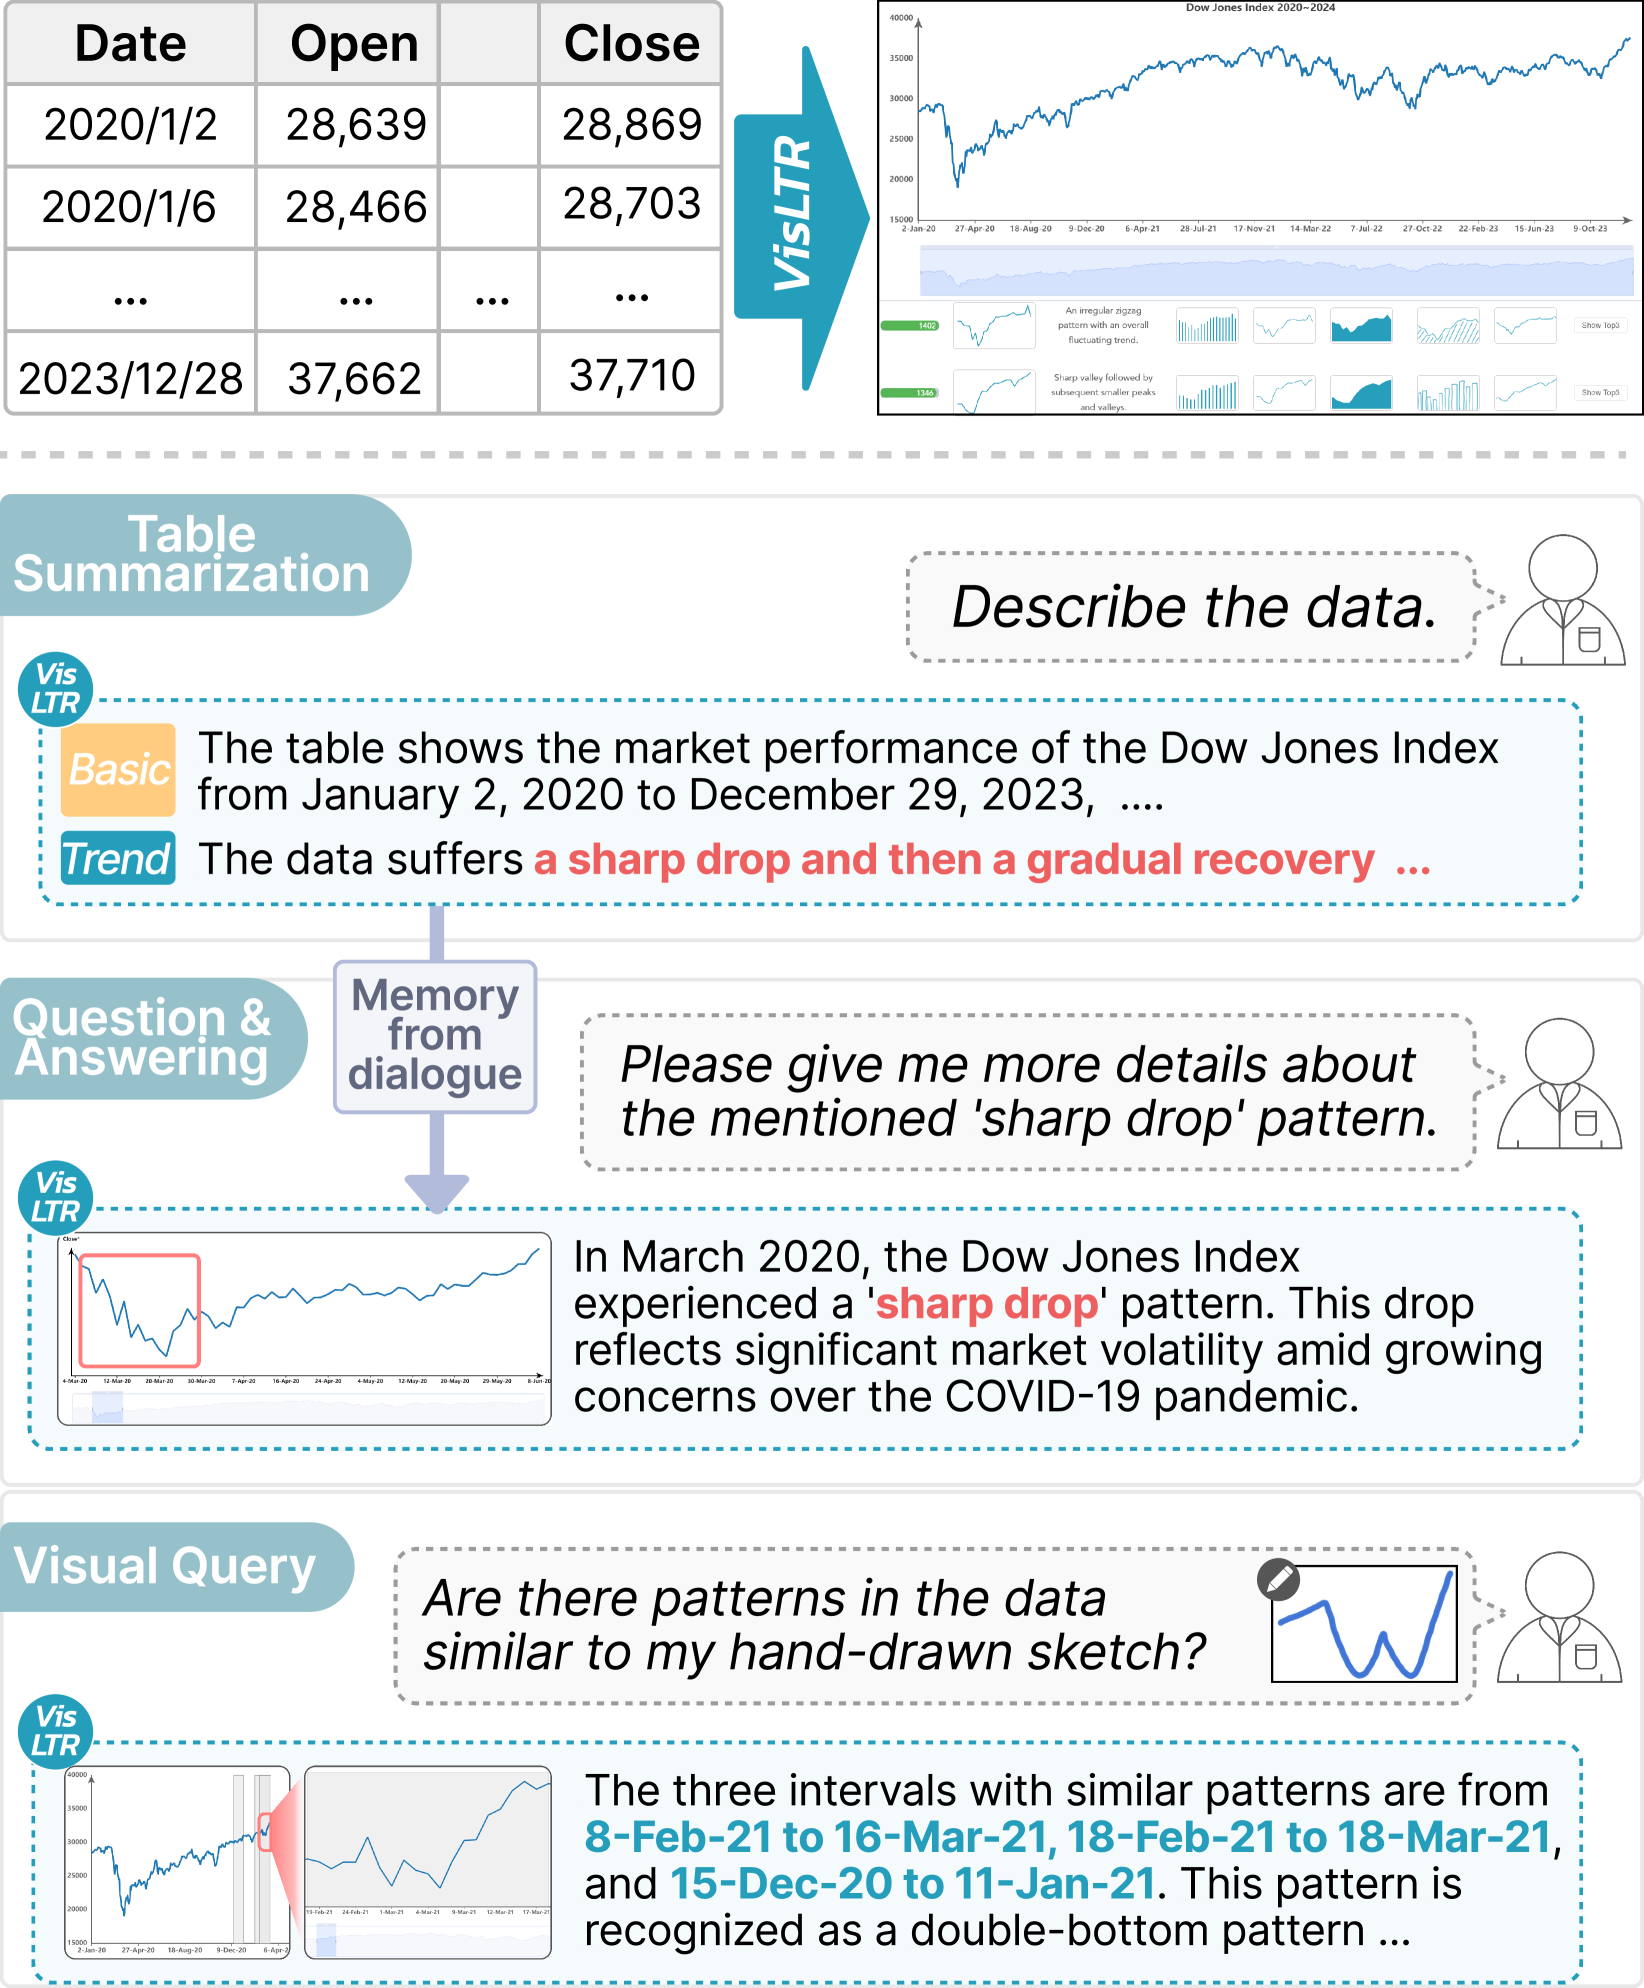 Date Open Close
2020/1/2 28,639 28,869
2020/1/6 28,466 28,703
... ... ... ...
2023/12/28 37,662 37,710
VisLTR
Dow Jones Index 2020~2024
40000
35000
30000
25000
20000
15000
2-Jan-20 27-Apr-20 18-Aug-20 9-Dec-20 6-Apr-21 28-Jul-21 17-Nov-21 14-Mar-22 7-Jul-22 27-Oct-22 22-Feb-23 15-Jun-23 9-Oct-23
1402
An irregular zigzag
pattern with an overall
fluctuating trend.
Show Top3
1346
Sharp valley followed by
subsequent smaller peaks
and valleys.
Show Top3
Table
Summarization
Describe the data.
Vis
LTR
Basic
The table shows the market performance of the Dow Jones Index
from January 2, 2020 to December 29, 2023, ....
Trend
The data suffers a sharp drop and then a gradual recovery ...
Memory
from
dialogue
Question &
Answering
Please give me more details about
the mentioned 'sharp drop' pattern.
Vis
LTR
Close
4-Mar-20 12-Mar-20 20-Mar-20 30-Mar-20 7-Apr-20 16-Apr-20 24-Apr-20 4-May-20 12-May-20 20-May-20 29-May-20 8-Jun-20
In March 2020, the Dow Jones Index
experienced a 'sharp drop' pattern. This drop
reflects significant market volatility amid growing
concerns over the COVID-19 pandemic.
Visual Query
Are there patterns in the data
similar to my hand-drawn sketch?
Vis
LTR
40000
35000
30000
25000
20000
15000
2-Jan-20 27-Apr-20 18-Aug-20 9-Dec-20 6-Apr-2
19-Feb-21 24-Feb-21 1-Mar-21 4-Mar-21 9-Mar-21 12-Mar-21 17-Mar-21
The three intervals with similar patterns are from
8-Feb-21 to 16-Mar-21, 18-Feb-21 to 18-Mar-21,
and 15-Dec-20 to 11-Jan-21. This pattern is
recognized as a double-bottom pattern ...